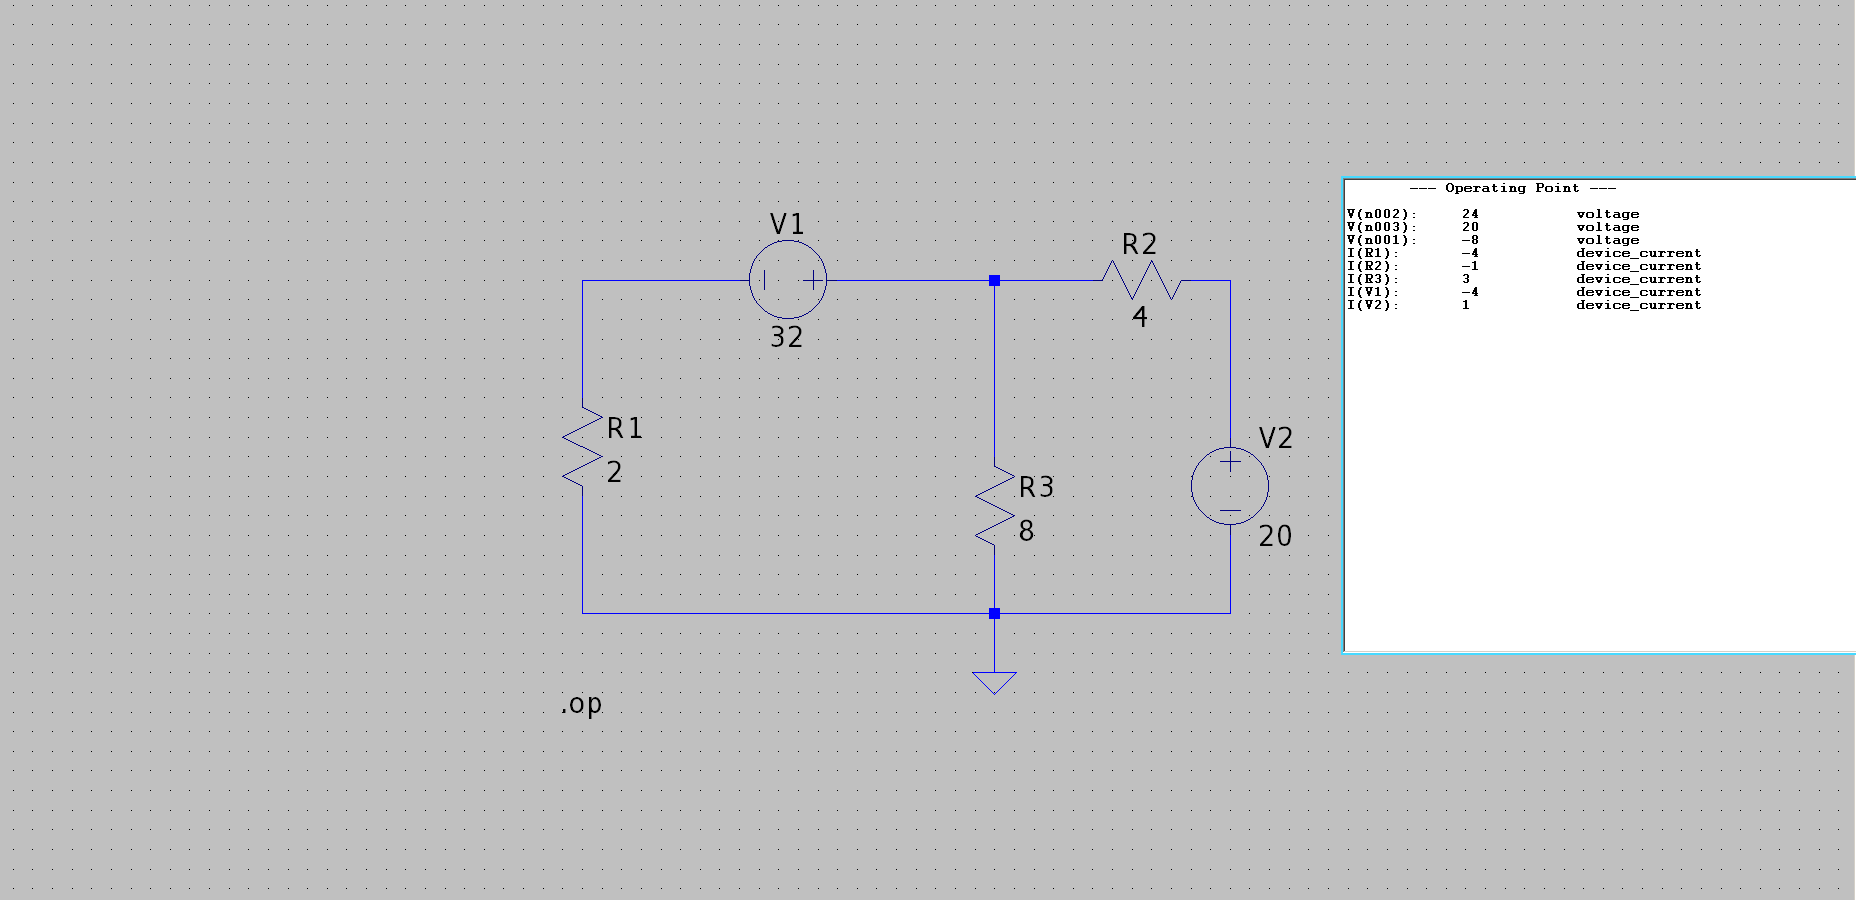 V1
32
R2
4
R1
2
R3
8
V2
20
.op
--- Operating Point ---
V(n002): 24 voltage
V(n003): 20 voltage
V(n001): -8 voltage
I(R1): -4 device_current
I(R2): -1 device_current
I(R3): 3 device_current
I(V1): -4 device_current
I(V2): 1 device_current